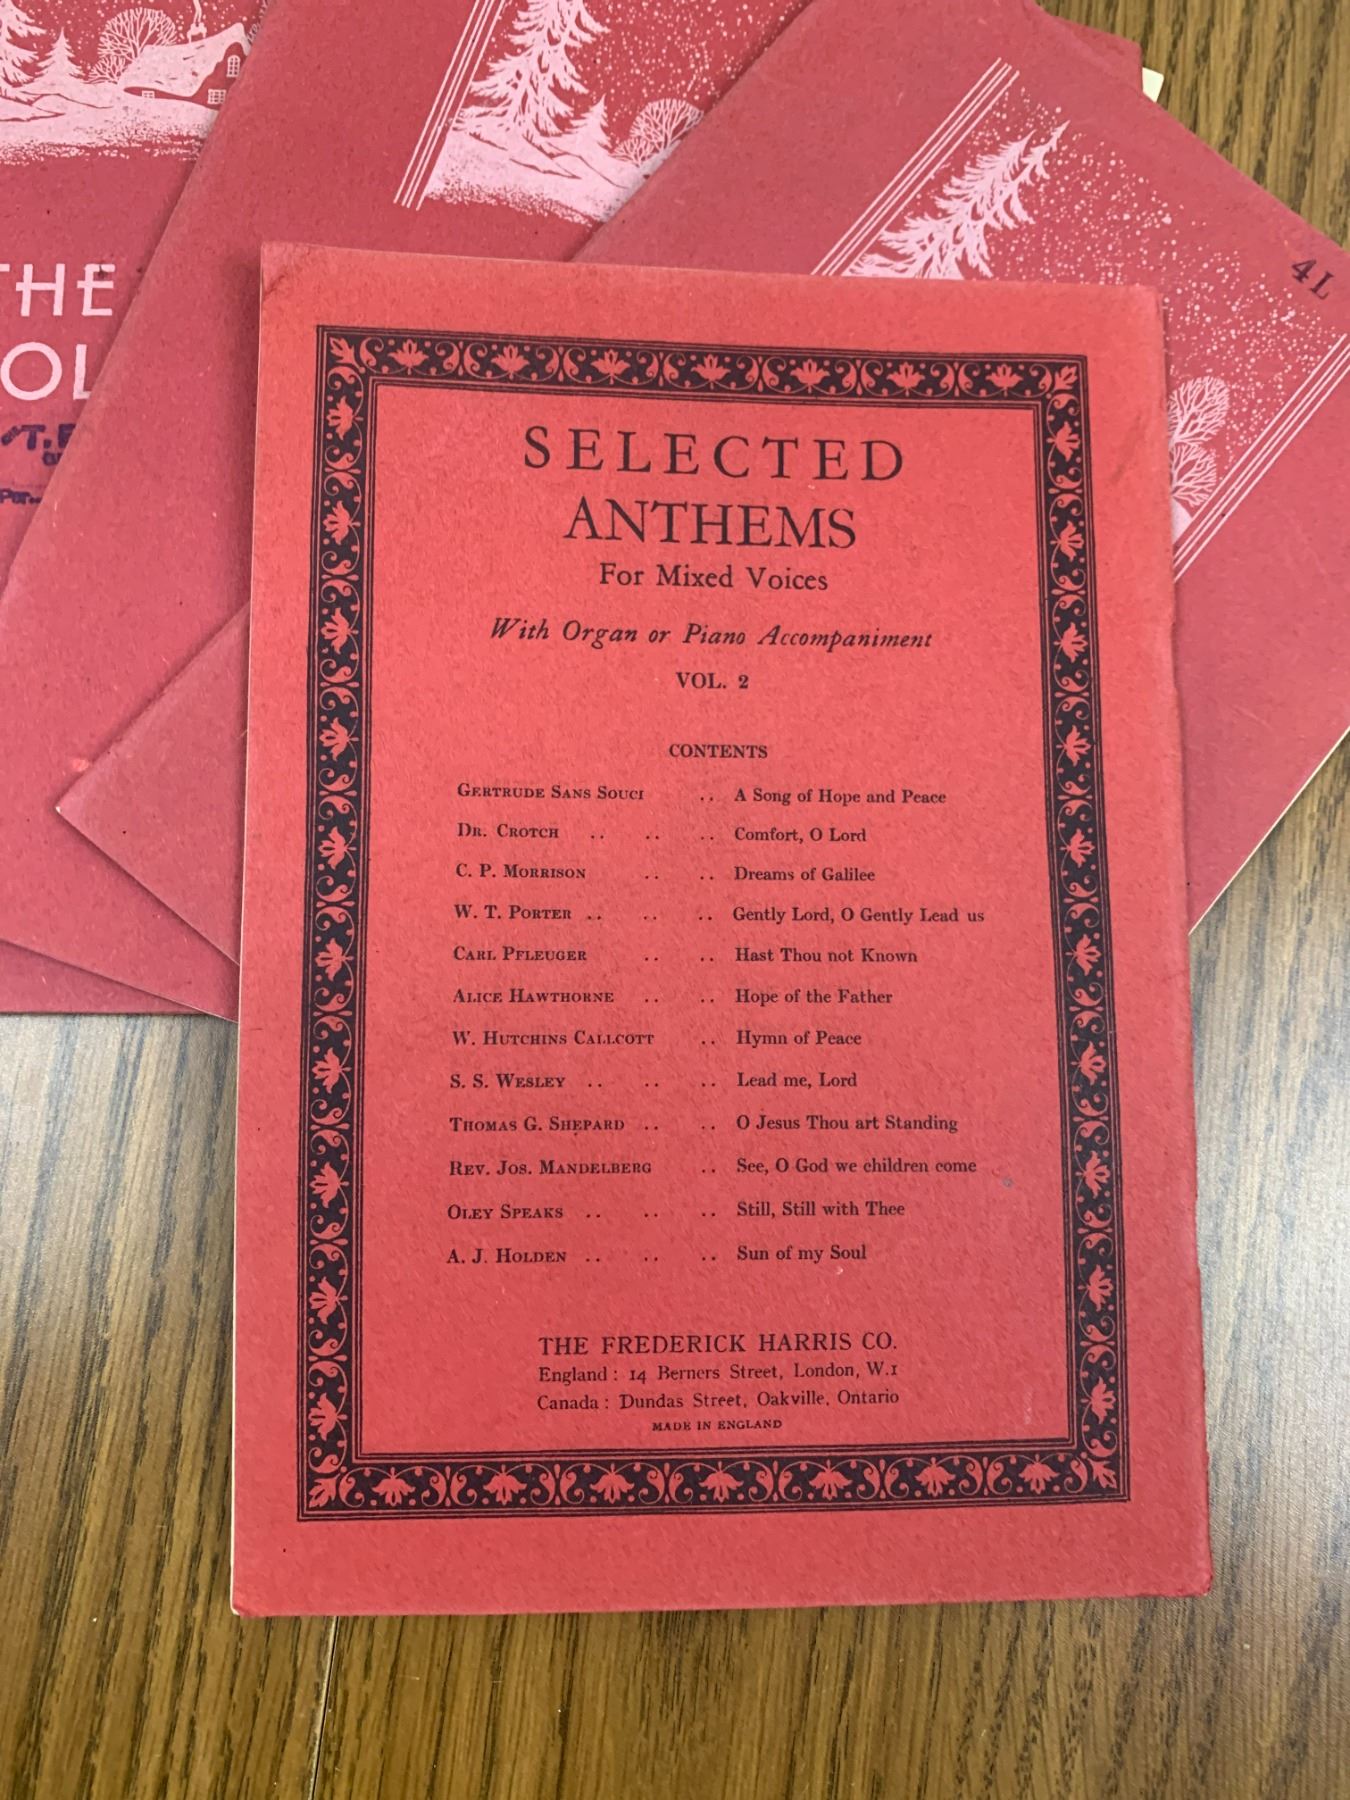 THE
4L
SELECTED
ANTHEMS
For Mixed Voices
With Organ or Piano Accompaniment
VOL. 2
CONTENTS
GERTRUDE SANS SOUCI .. A Song of Hope and Peace
DR. CROTCH .. .. .. Comfort, O Lord
C. P. MORRISON .. .. Dreams of Galilee
W. T. PORTER .. .. .. Gently Lord, O Gently Lead us
CARL PFLEUGER .. .. Hast Thou not Known
ALICE HAWTHORNE .. .. Hope of the Father
W. HUTCHINS CALLCOTT .. Hymn of Peace
S. S. WESLEY .. .. .. Lead me, Lord
THOMAS G. SHEPARD .. .. O Jesus Thou art Standing
REV. JOS. MANDELBERG .. See, O God we children come
OLEY SPEAKS .. .. .. Still, Still with Thee
A. J. HOLDEN .. .. .. Sun of my Soul
THE FREDERICK HARRIS CO.
England : 14 Berners Street, London, W.1
Canada : Dundas Street, Oakville, Ontario
MADE IN ENGLAND